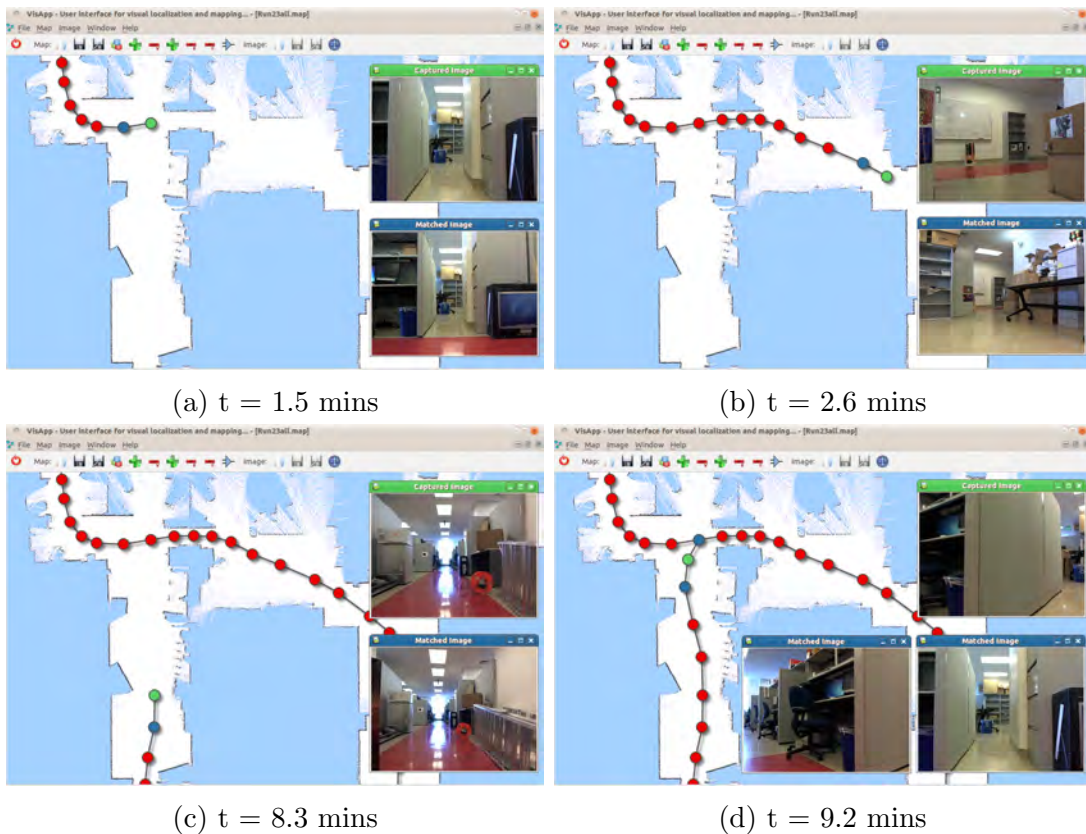 VisApp - User interface for visual localization and mapping... - [Run23all.map]
File Map Image Window Help
Map: Image:
Captured Image
Matched Image
VisApp - User interface for visual localization and mapping... - [Run23all.map]
File Map Image Window Help
Map: Image:
Captured Image
Matched Image
(a) t = 1.5 mins
(b) t = 2.6 mins
VisApp - User interface for visual localization and mapping... - [Run23all.map]
File Map Image Window Help
Map: Image:
Captured Image
Matched Image
VisApp - User interface for visual localization and mapping... - [Run23all.map]
File Map Image Window Help
Map: Image:
Captured Image
Matched Image
Matched Image
(c) t = 8.3 mins
(d) t = 9.2 mins